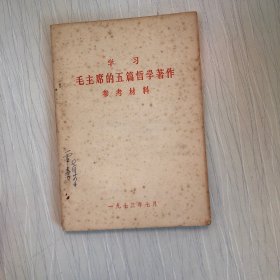 学习
毛主席的五篇哲学著作
参考材料
一九七三年七月